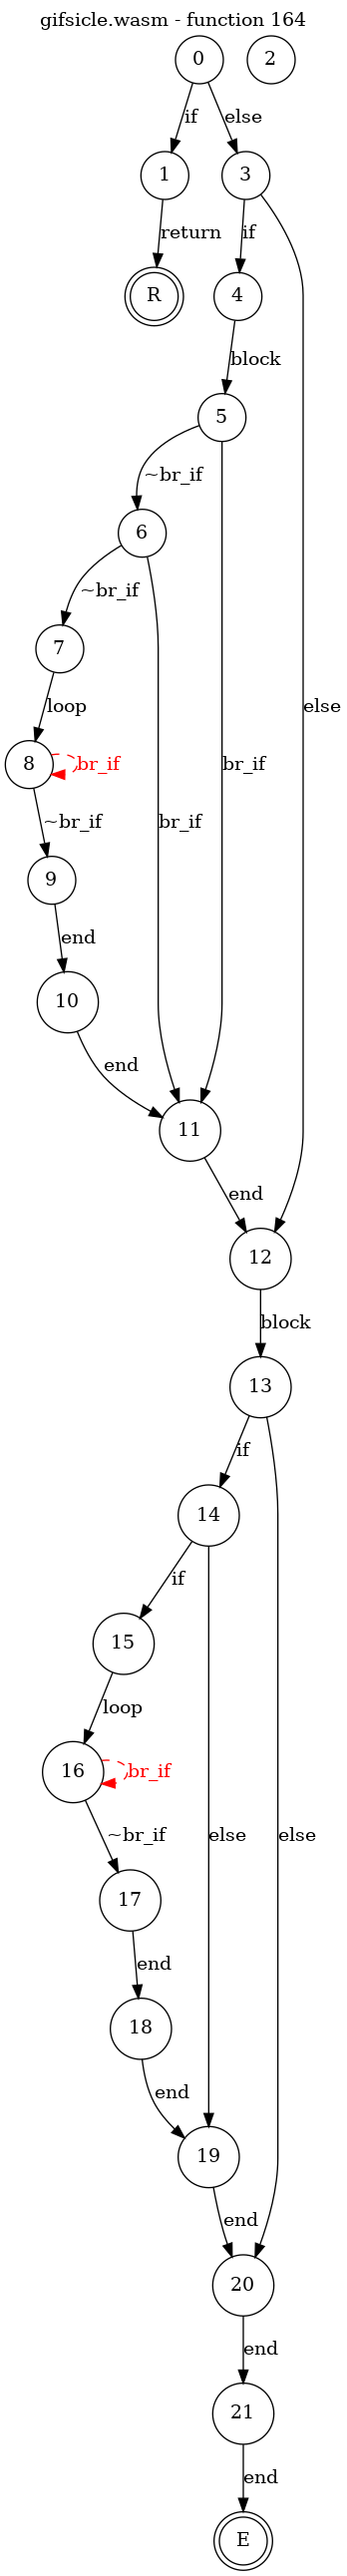 gifsicle.wasm - function 164
0
2
if
else
1
3
return
if
R
4
block
5
~br_if
6
~br_if
7
else
loop
8
br_if
br_if
br_if
~br_if
9
end
10
end
11
end
12
block
13
if
14
if
15
loop
16
br_if
~br_if
else
else
17
end
18
end
19
end
20
end
21
end
E